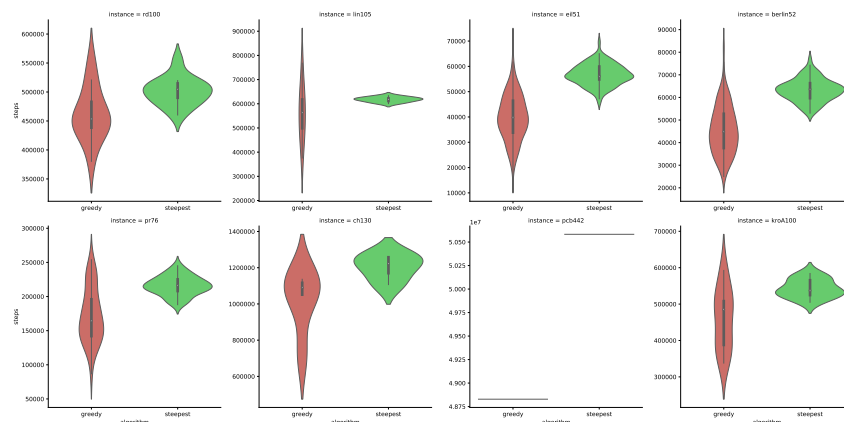 instance = rd100
600000
550000
500000
450000
400000
350000
steps
greedy
steepest
instance = lin105
900000
800000
700000
600000
500000
400000
300000
200000
greedy
steepest
instance = eil51
70000
60000
50000
40000
30000
20000
10000
greedy
steepest
instance = berlin52
90000
80000
70000
60000
50000
40000
30000
20000
greedy
steepest
instance = pr76
300000
250000
200000
150000
100000
50000
steps
greedy
steepest
algorithm
instance = ch130
1400000
1200000
1000000
800000
600000
greedy
steepest
algorithm
instance = pcb442
1e7
5.050
5.025
5.000
4.975
4.950
4.925
4.900
4.875
greedy
steepest
algorithm
instance = kroA100
700000
600000
500000
400000
300000
greedy
steepest
algorithm